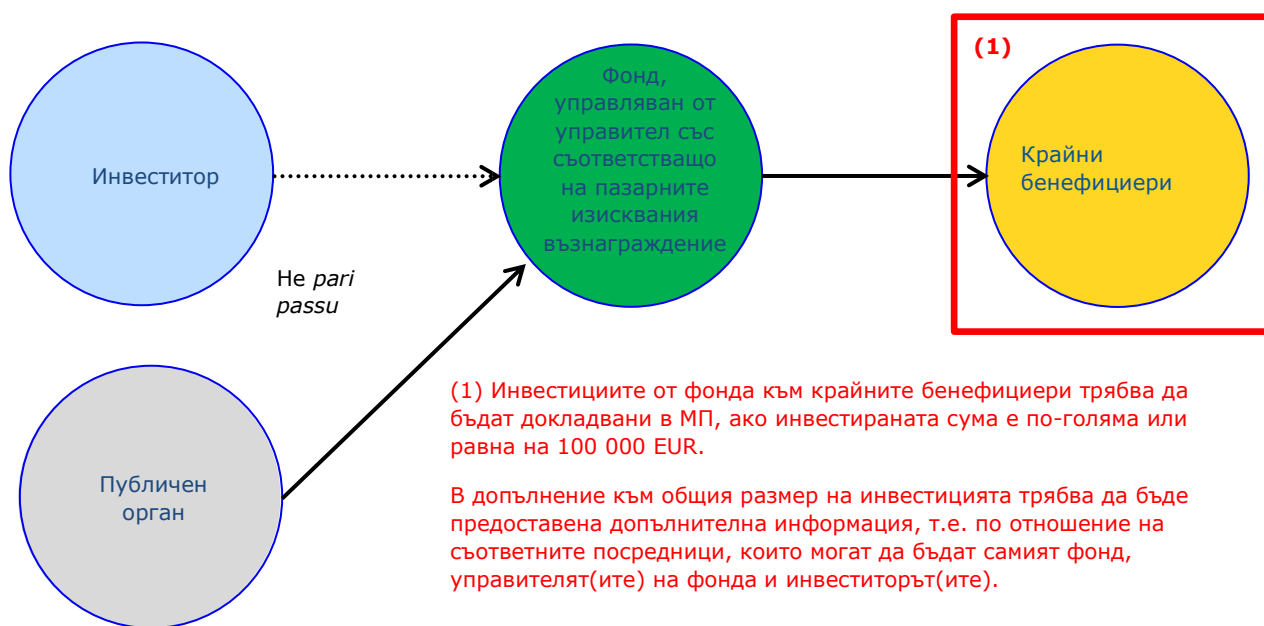 Инвеститор
Не pari
passu
Публичен
орган
Фонд,
управляван от
управител със
съответстващо
на пазарните
изисквания
възнаграждение
(1)
Крайни
бенефициери
(1) Инвестициите от фонда към крайните бенефициери трябва да
бъдат докладвани в МП, ако инвестираната сума е по-голяма или
равна на 100 000 EUR.
В допълнение към общия размер на инвестицията трябва да бъде
предоставена допълнителна информация, т.е. по отношение на
съответните посредници, които могат да бъдат самият фонд,
управителят(ите) на фонда и инвеститорът(ите).